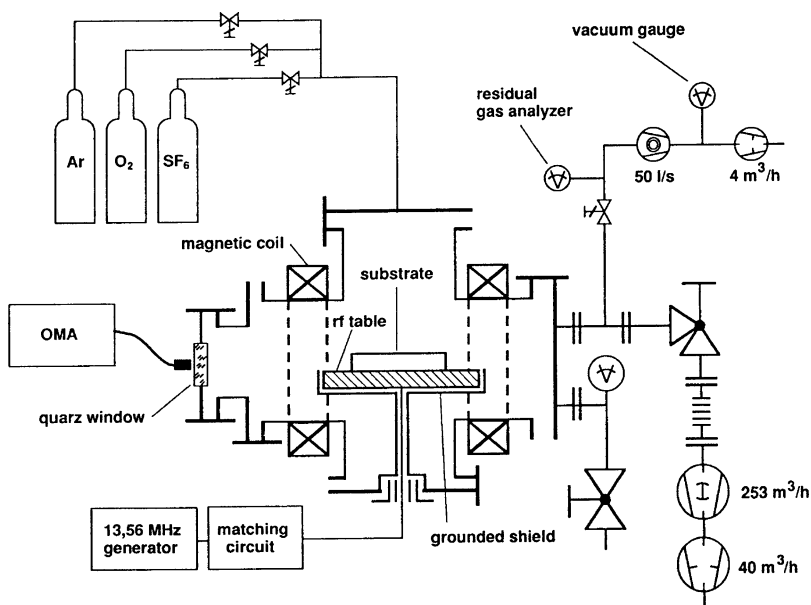 vacuum gauge
residual
gas analyzer
Ar
O₂
SF₆
50 l/s
4 m³/h
magnetic coil
substrate
OMA
rf table
quarz window
253 m³/h
13,56 MHz
generator
matching
circuit
grounded shield
40 m³/h